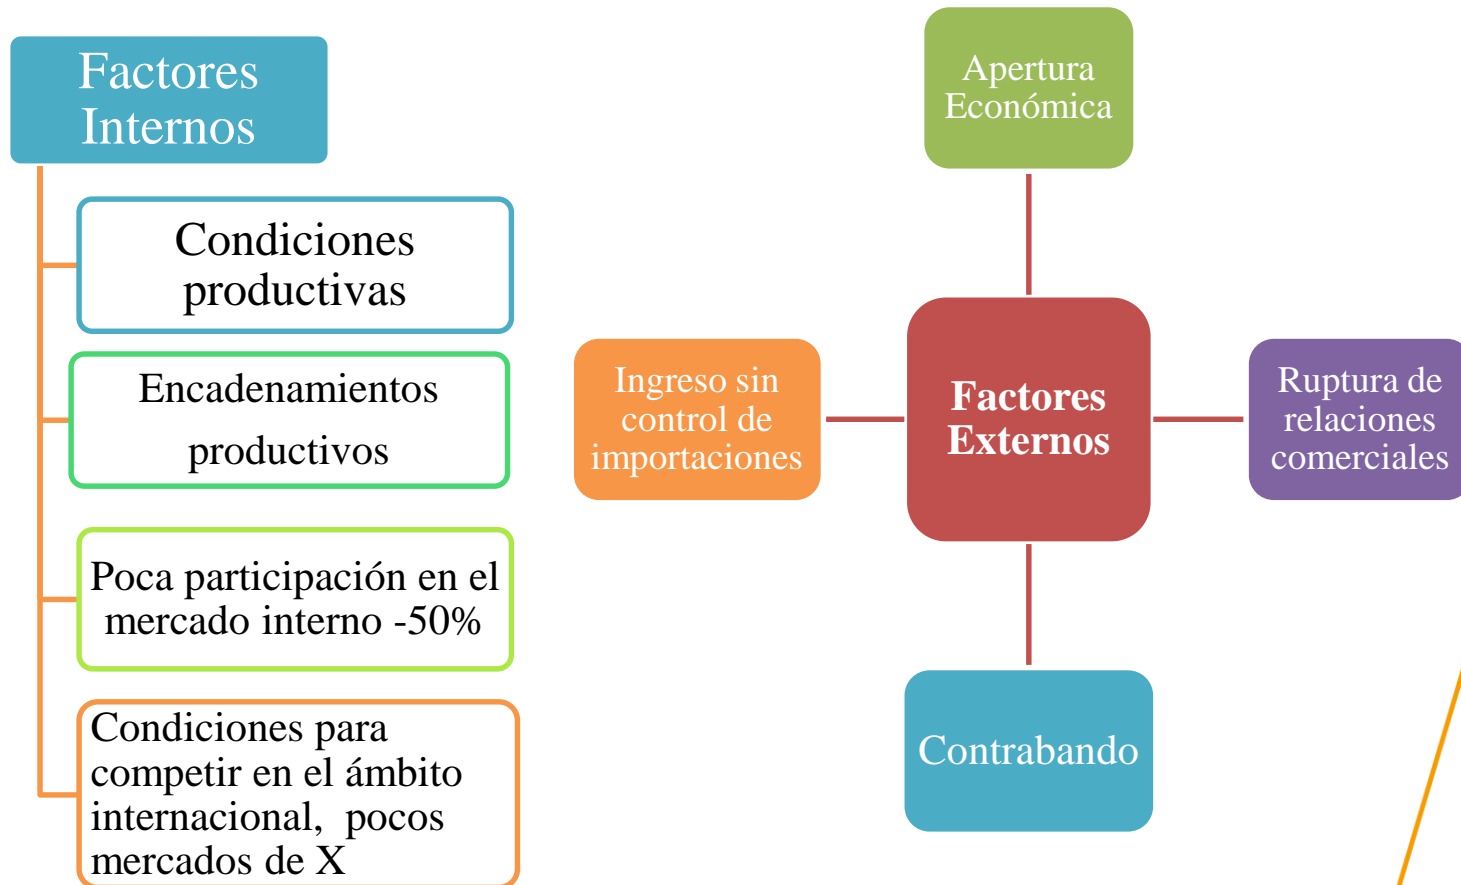 Factores
Internos
Condiciones
productivas
Encadenamientos
productivos
Poca participación en el
mercado interno -50%
Condiciones para
competir en el ámbito
internacional,  pocos
mercados de X
Apertura
Económica
Ingreso sin
control de
importaciones
Factores
Externos
Ruptura de
relaciones
comerciales
Contrabando